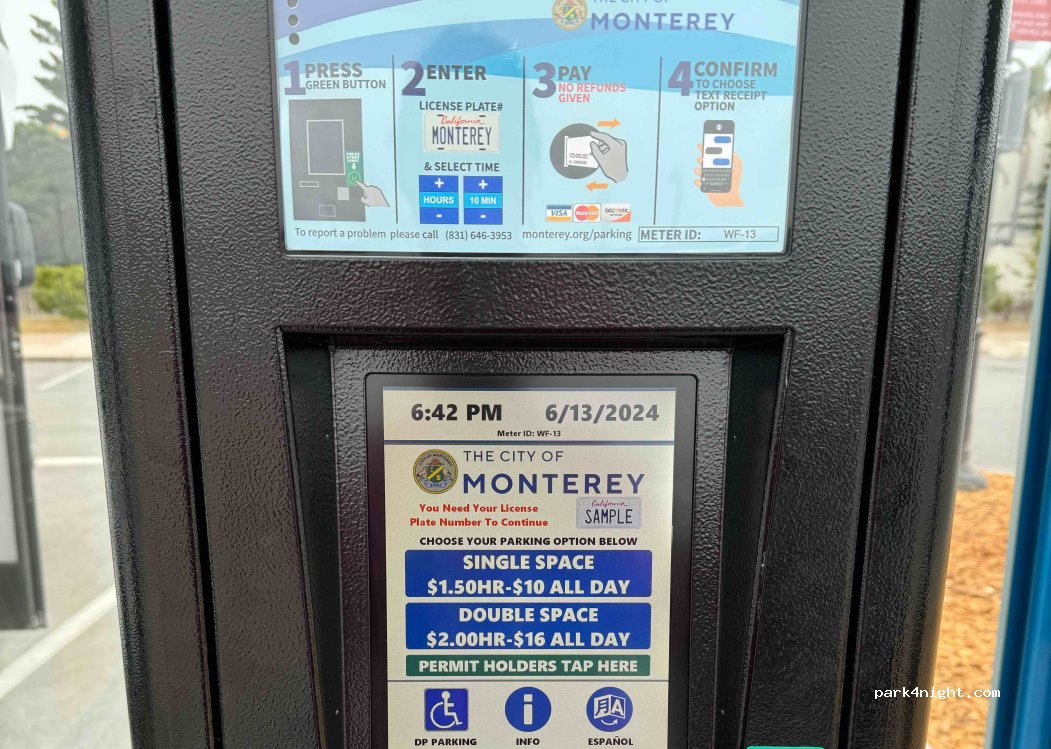 THE CITY OF
MONTEREY
1 PRESS
GREEN BUTTON
2 ENTER
LICENSE PLATE#
California
MONTEREY
& SELECT TIME
+ +
HOURS 10 MIN
- -
3 PAY
NO REFUNDS
GIVEN
VISA MasterCard DISCOVER
4 CONFIRM
TO CHOOSE
TEXT RECEIPT
OPTION
To report a problem please call (831) 646-3953 monterey.org/parking METER ID: WF-13
6:42 PM 6/13/2024
Meter ID: WF-13
THE CITY OF
MONTEREY
You Need Your License
Plate Number To Continue
California
SAMPLE
CHOOSE YOUR PARKING OPTION BELOW
SINGLE SPACE
$1.50HR-$10 ALL DAY
DOUBLE SPACE
$2.00HR-$16 ALL DAY
PERMIT HOLDERS TAP HERE
DP PARKING INFO ESPAÑOL
park4night.com